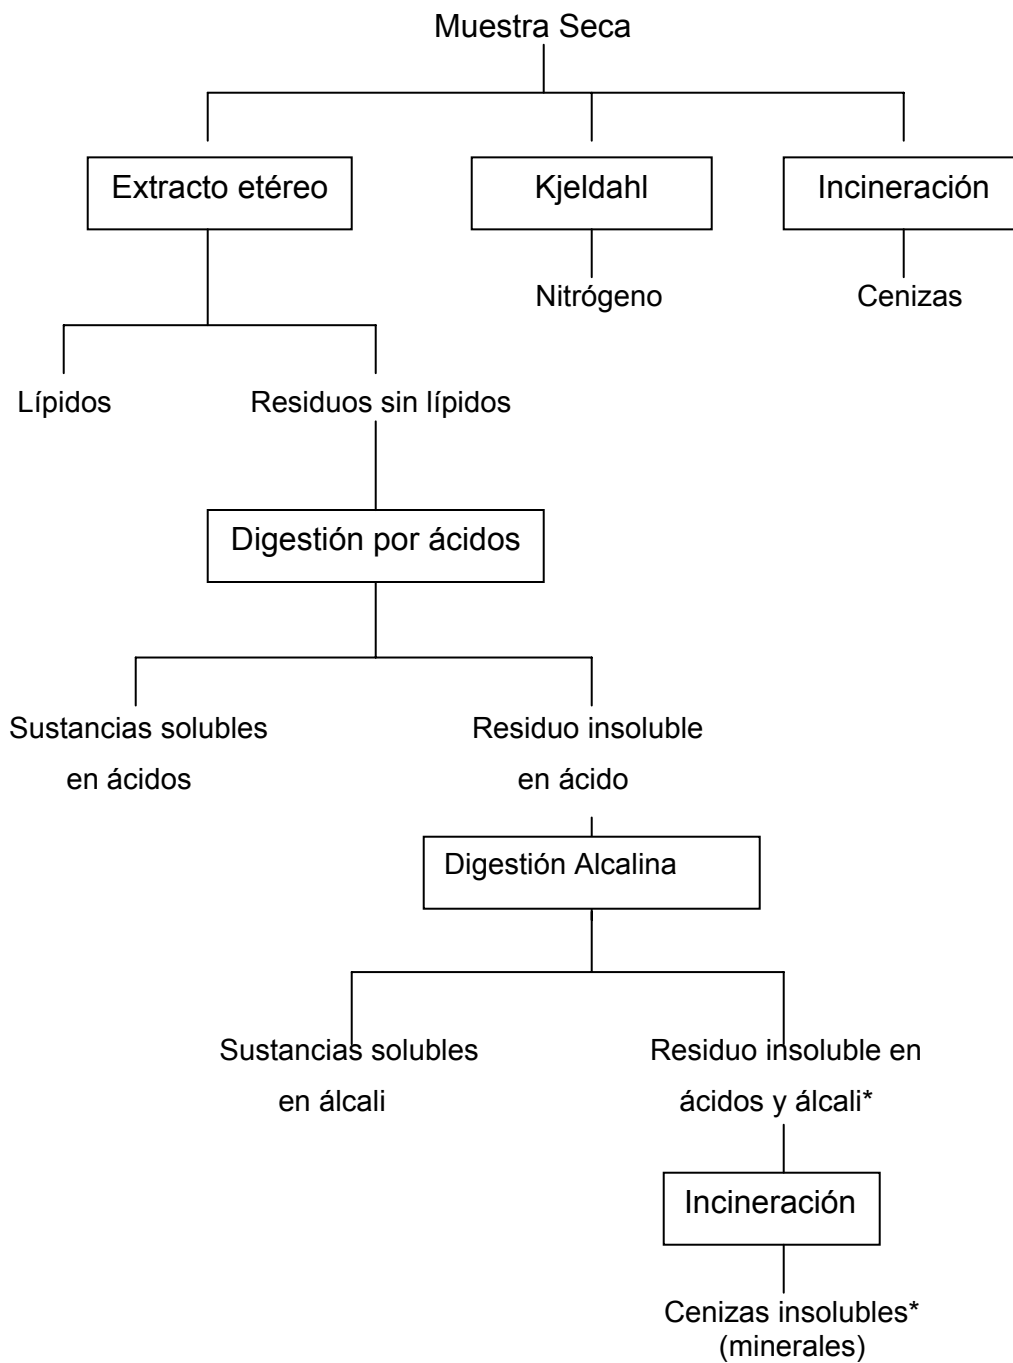 Muestra Seca
Extracto etéreo
Kjeldahl
Incineración
Nitrógeno
Cenizas
Lípidos
Residuos sin lípidos
Digestión por ácidos
Sustancias solubles
en ácidos
Residuo insoluble
en ácido
Digestión Alcalina
Sustancias solubles
en álcali
Residuo insoluble en
ácidos y álcali*
Incineración
Cenizas insolubles*
(minerales)